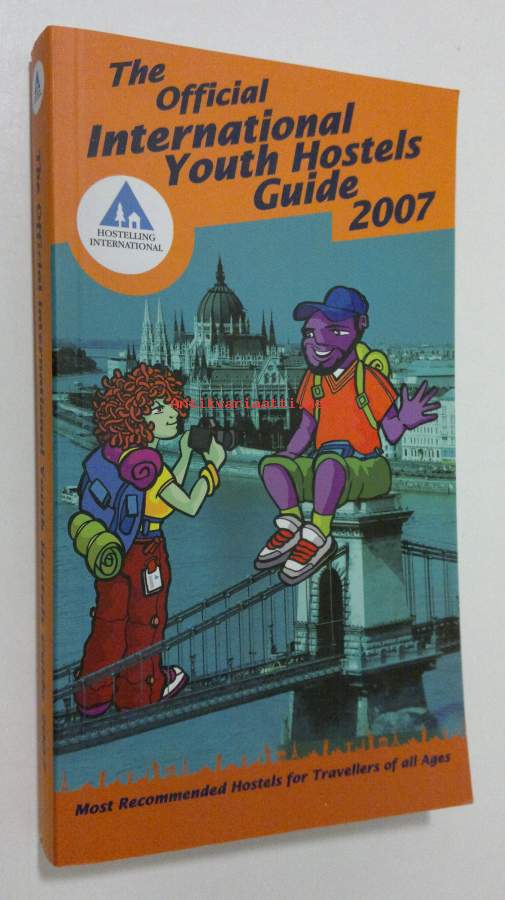 The
Official
International
Youth Hostels
Guide
2007
HOSTELLING
INTERNATIONAL
Antikvariaatti.
Most Recommended Hostels for Travellers of all Ages
The Official International Youth Hostels Guide 2007